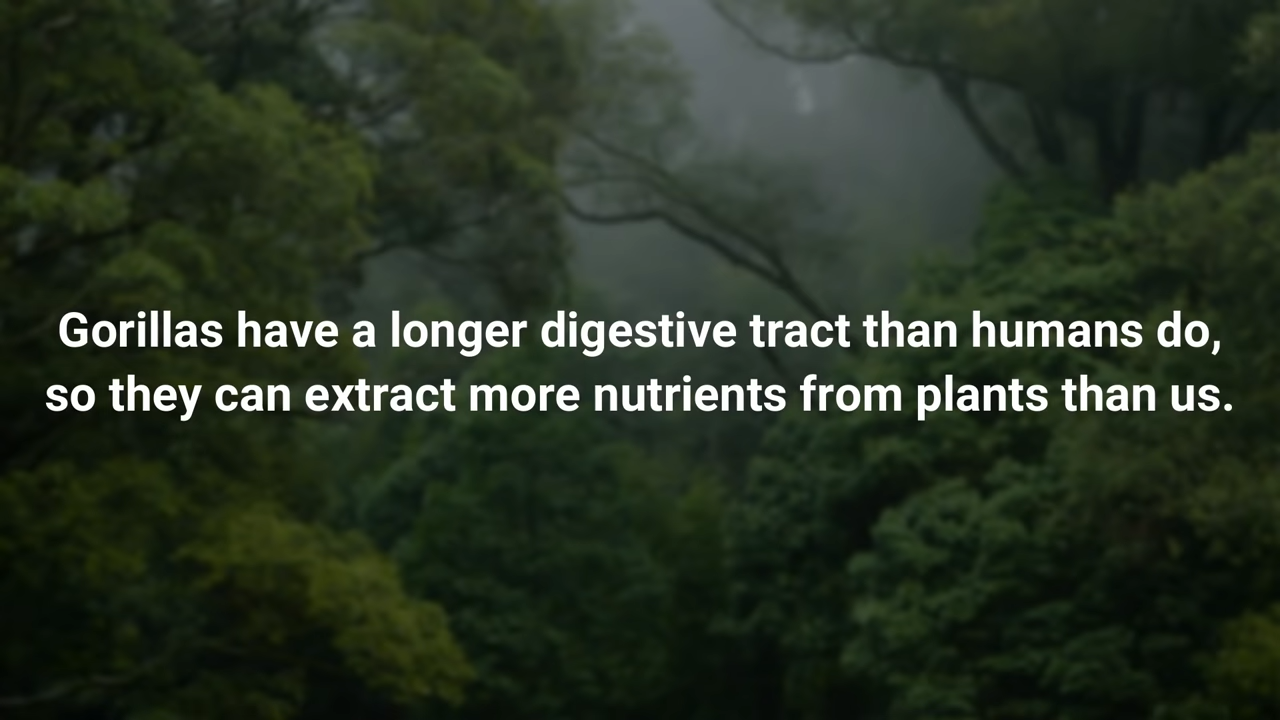 Gorillas have a longer digestive tract than humans do,
so they can extract more nutrients from plants than us.